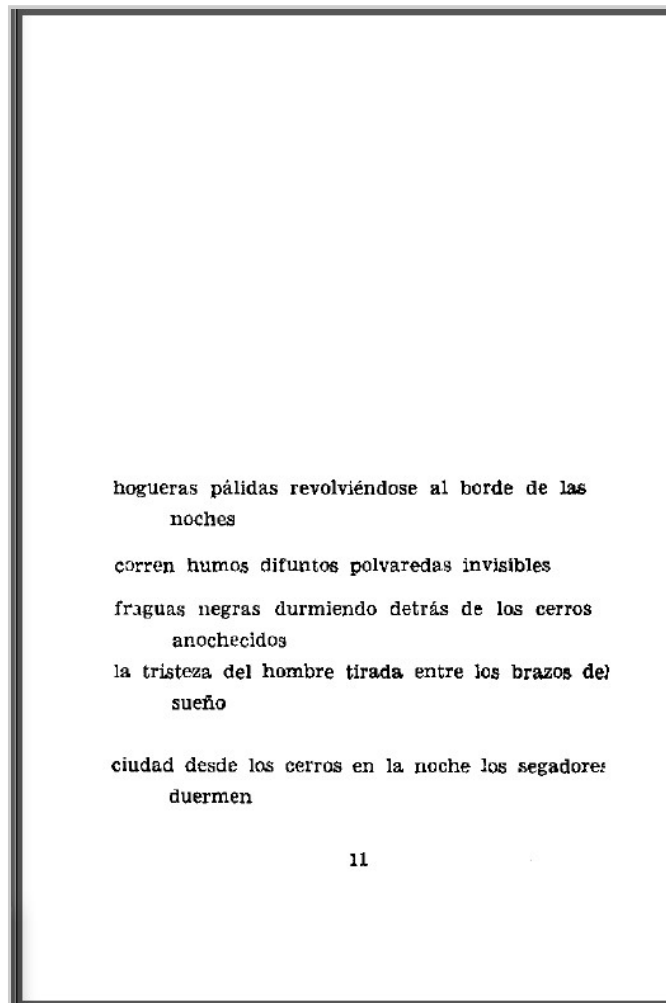 hogueras pálidas revolviéndose al borde de las
noches
corren humos difuntos polvaredas invisibles
fraguas negras durmiendo detrás de los cerros
anochecidos
la tristeza del hombre tirada entre los brazos del
sueño
ciudad desde los cerros en la noche los segadores
duermen
11